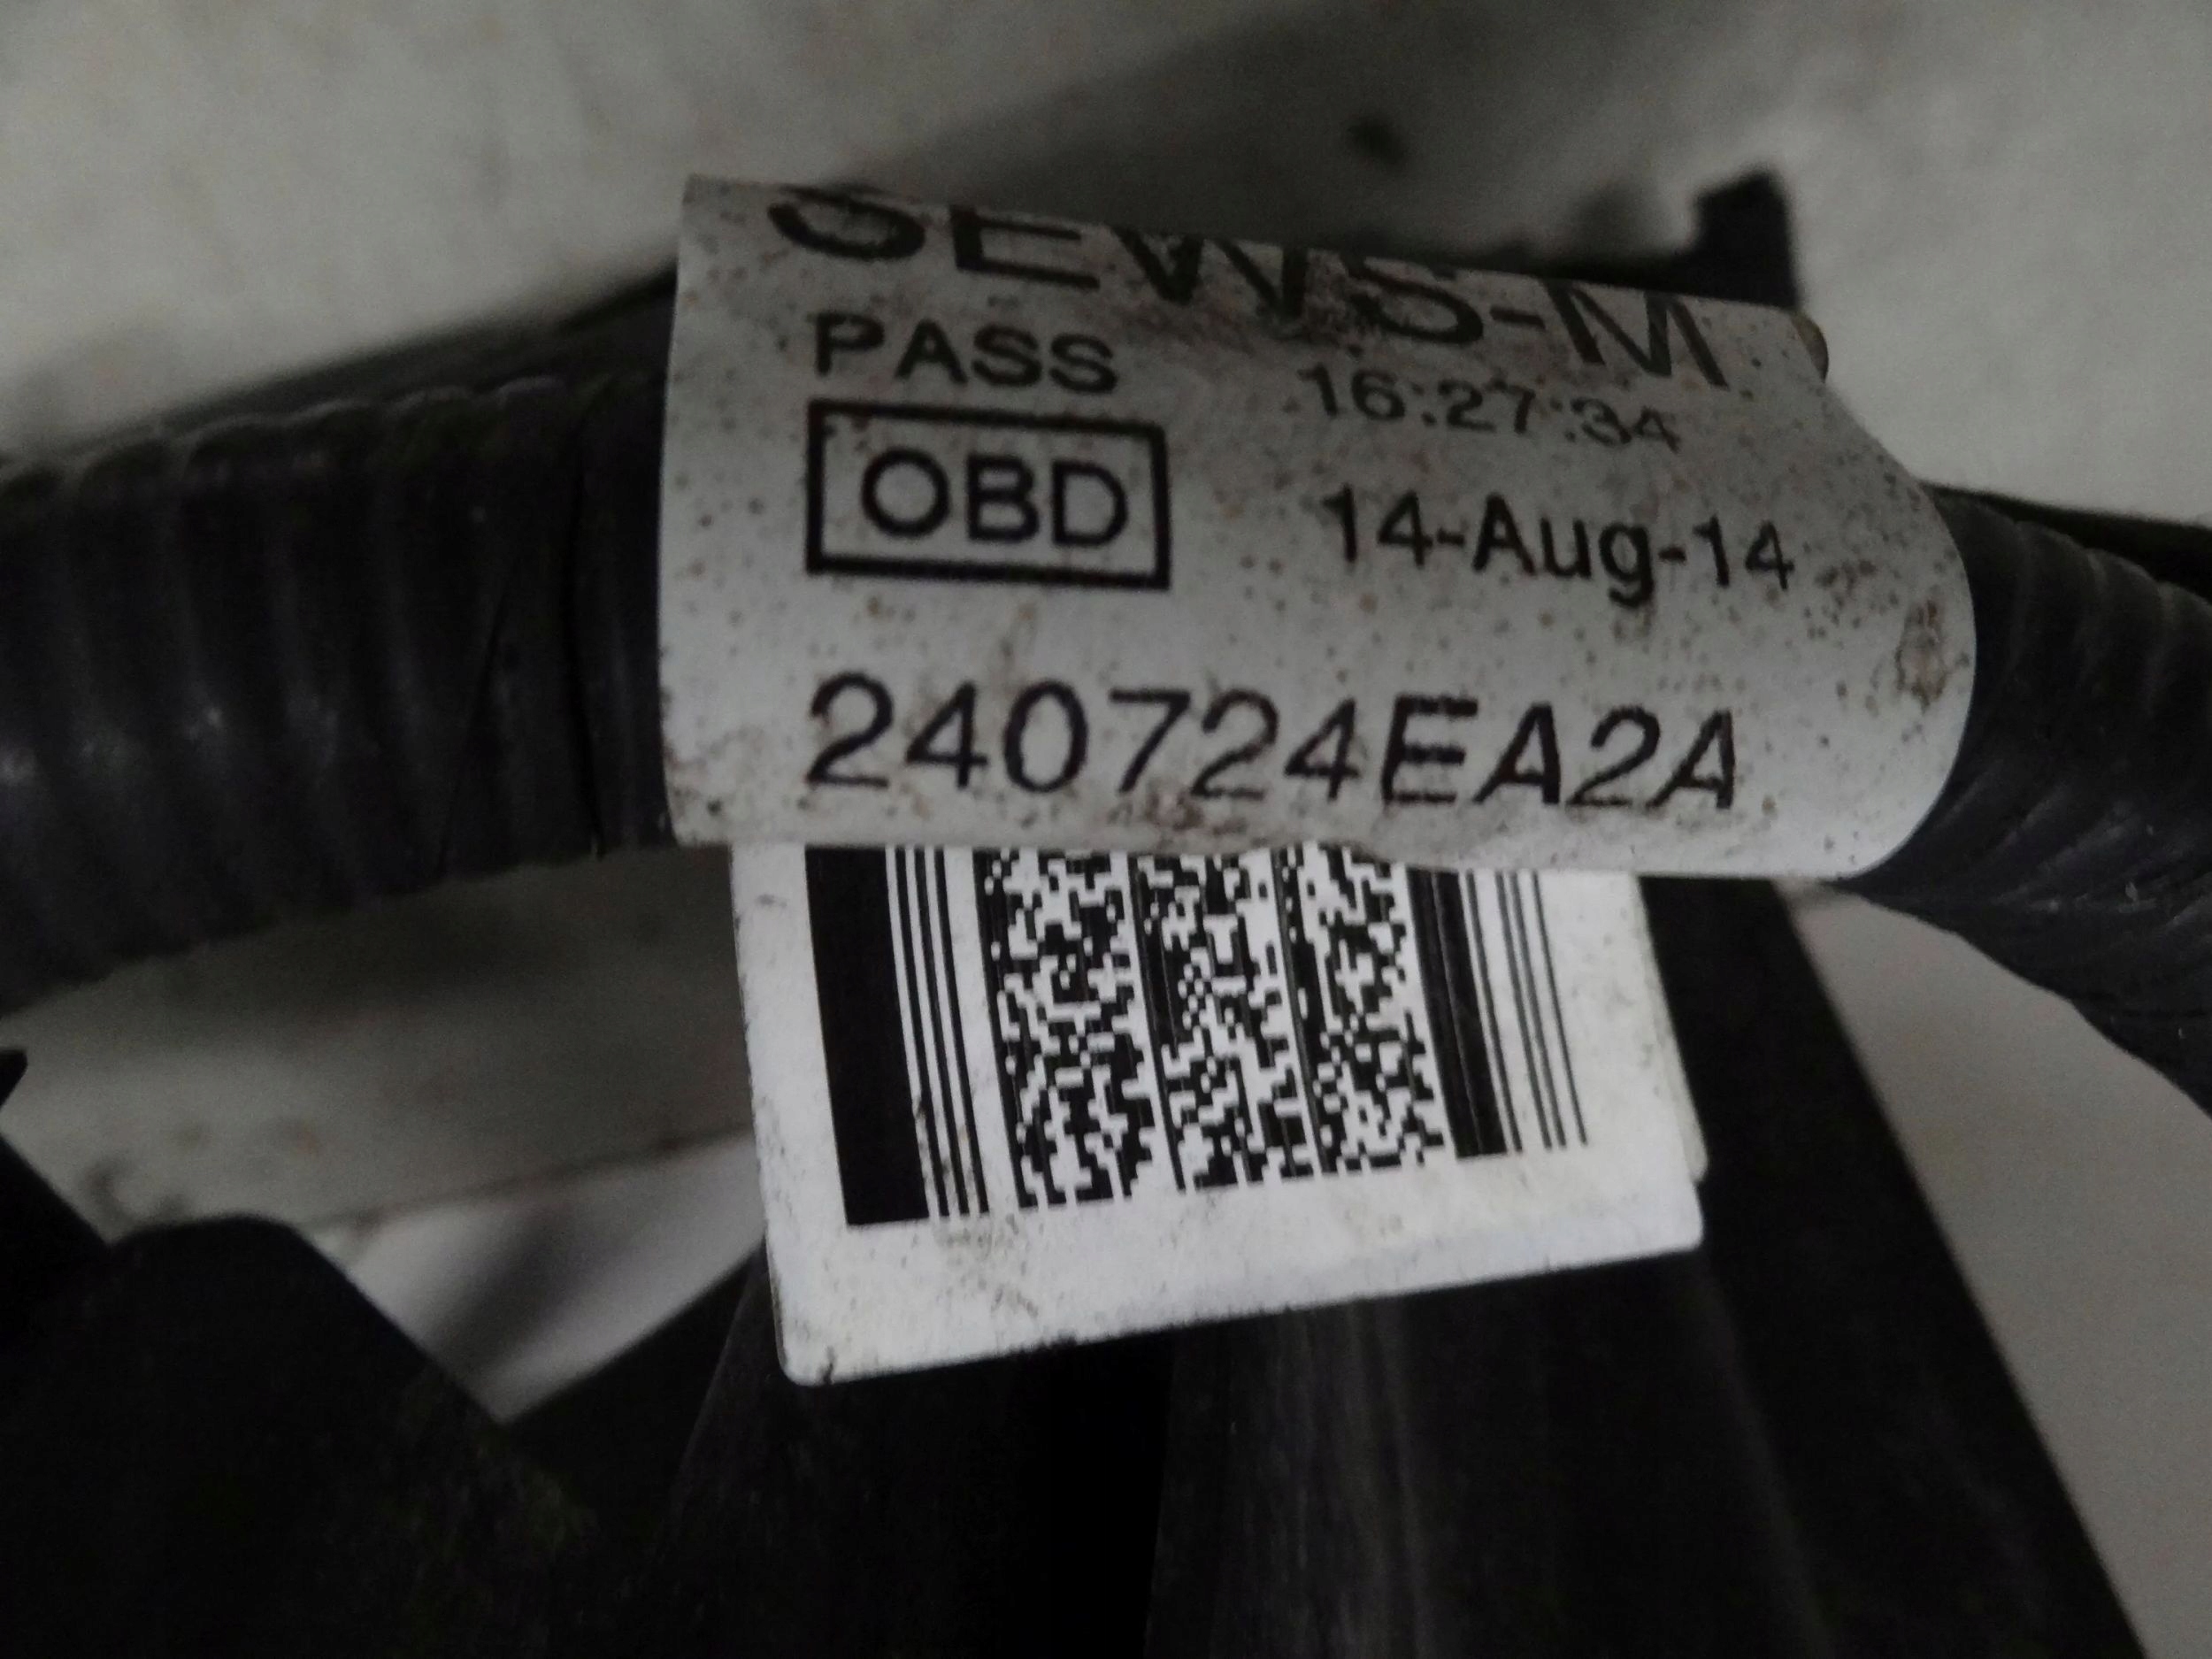 SEWS-M
PASS
16:27:34
OBD
14-Aug-14
240724EA2A